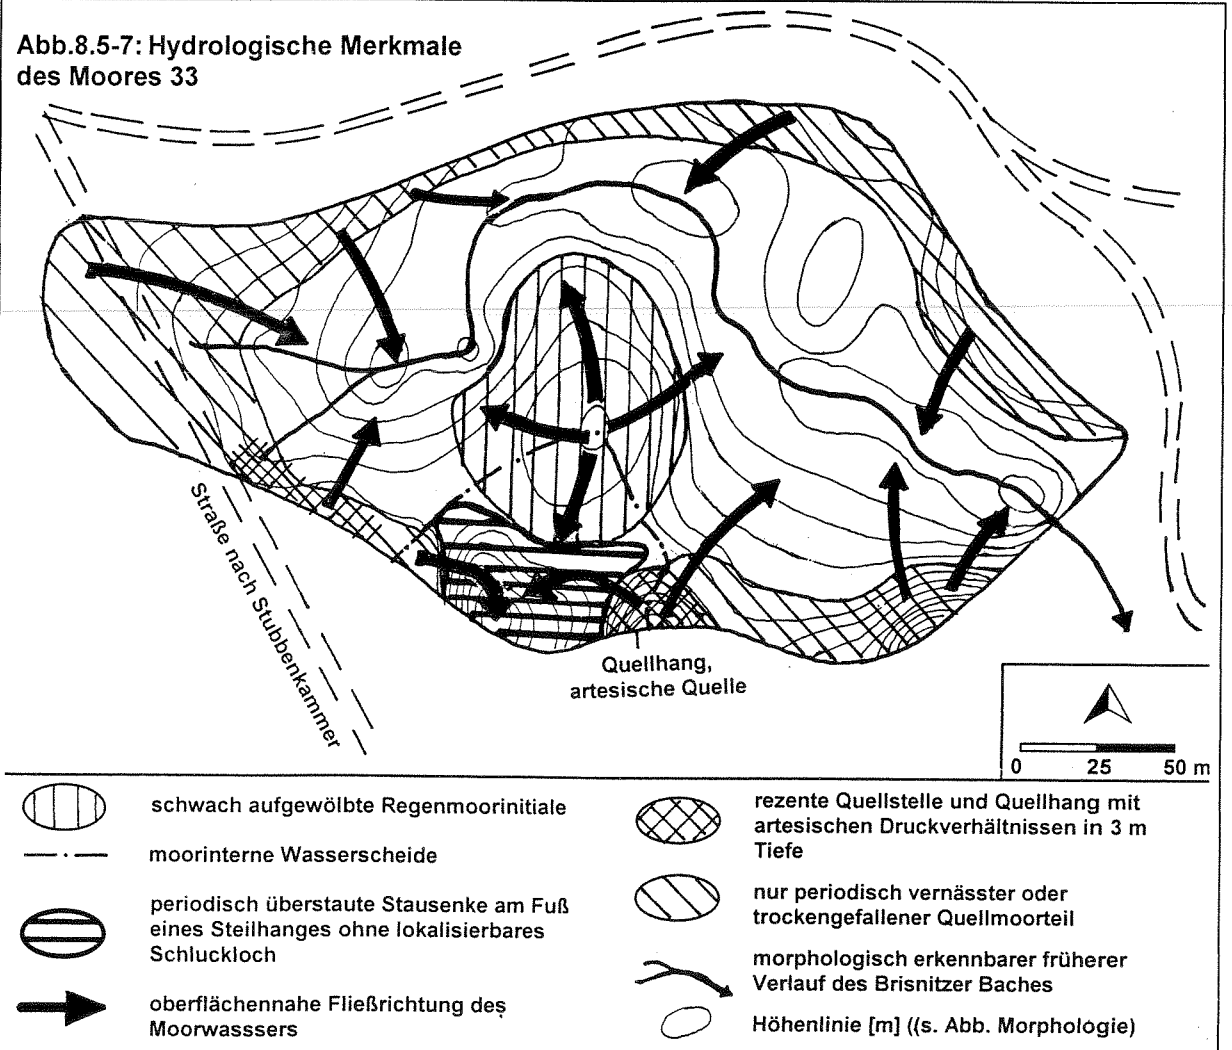 Abb.8.5-7: Hydrologische Merkmale
des Moores 33
Straße nach Stubbenkammer
Quellhang,
artesische Quelle
0 25 50 m
schwach aufgewölbte Regenmoorinitiale
moorinterne Wasserscheide
periodisch überstaute Stausenke am Fuß
eines Steilhanges ohne lokalisierbares
Schluckloch
oberflächennahe Fließrichtung des
Moorwasssers
rezente Quellstelle und Quellhang mit
artesischen Druckverhältnissen in 3 m
Tiefe
nur periodisch vernässter oder
trockengefallener Quellmoorteil
morphologisch erkennbarer früherer
Verlauf des Brisnitzer Baches
Höhenlinie [m] ((s. Abb. Morphologie)